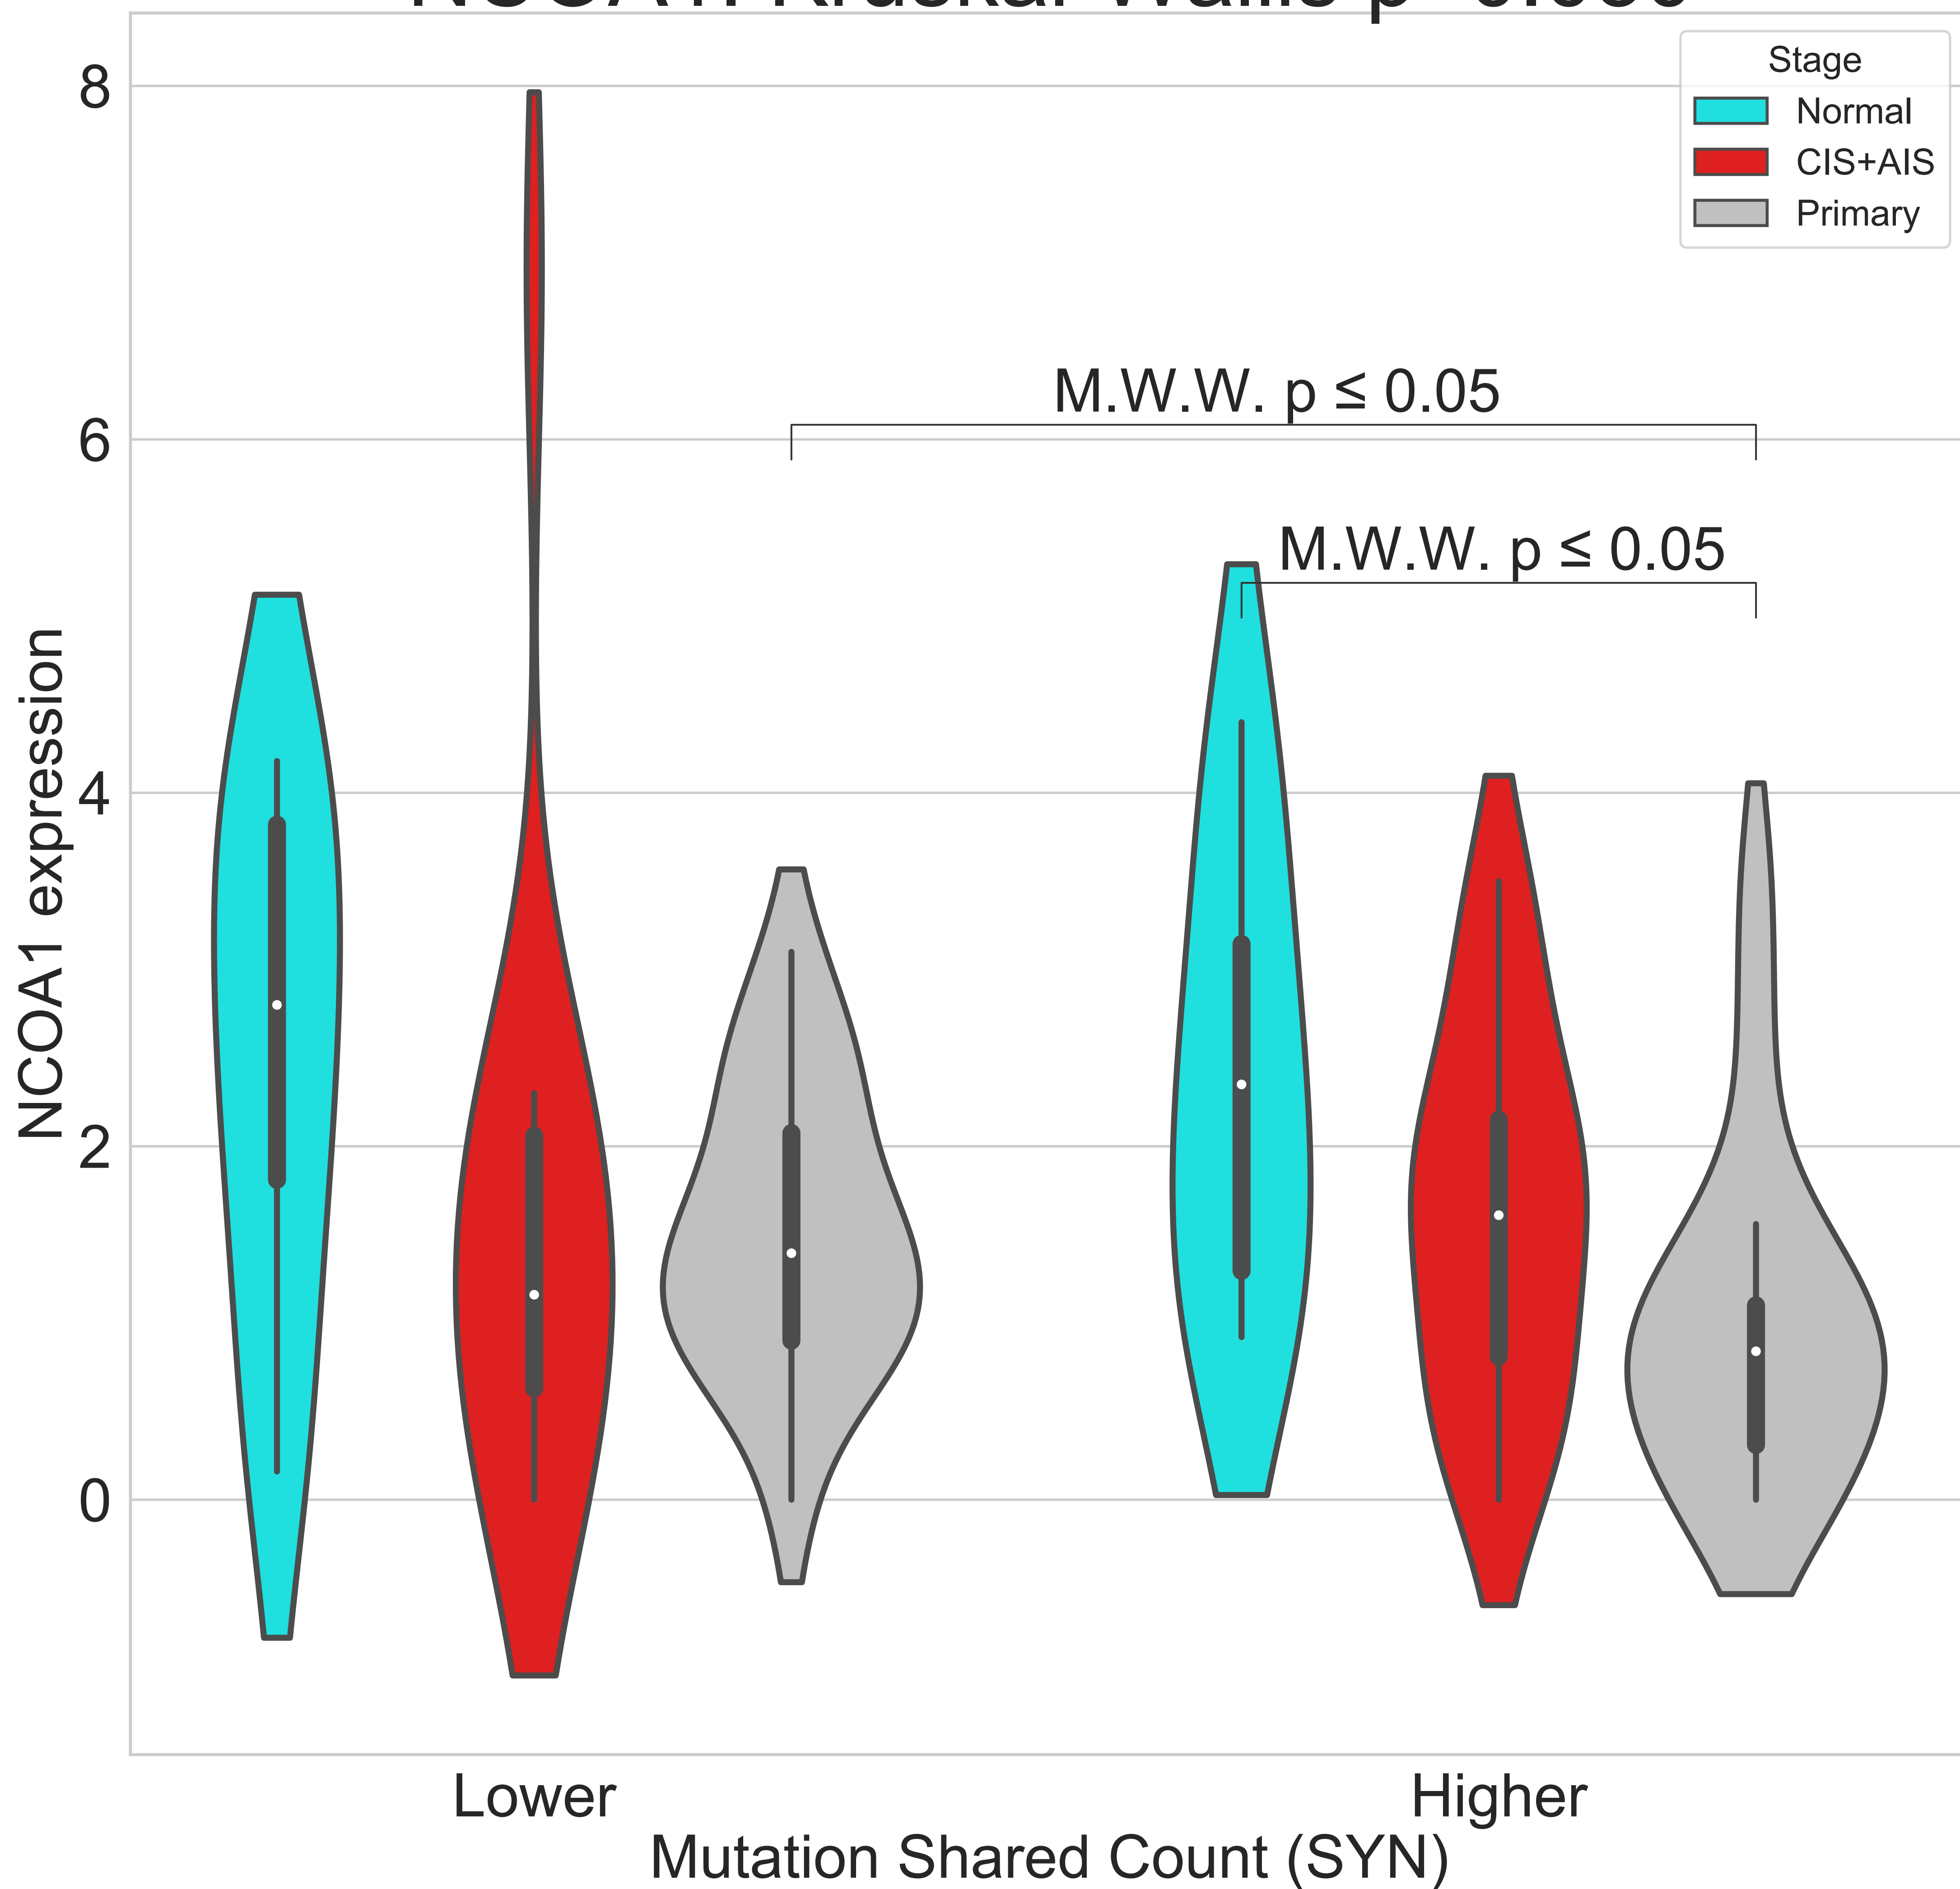 8
6
4
2
0
NCOA1 expression
Stage
Normal
CIS+AIS
Primary
M.W.W. p ≤ 0.05
M.W.W. p ≤ 0.05
Lower
Higher
Mutation Shared Count (SYN)